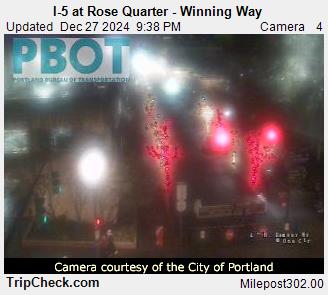 I-5 at Rose Quarter - Winning Way
Updated Dec 27 2024 9:38 PM Camera 4
PBOT
PORTLAND BUREAU OF TRANSPORTATION
Camera courtesy of the City of Portland
TripCheck.com Milepost302.00